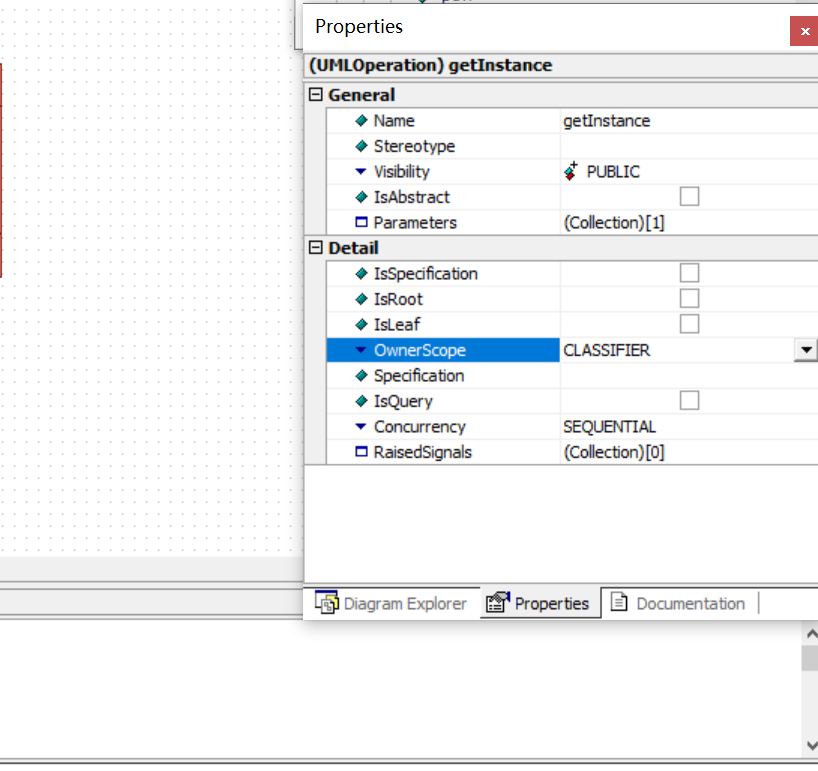 Properties
(UMLOperation) getInstance
General
Name getInstance
Stereotype
Visibility PUBLIC
IsAbstract
Parameters (Collection)[1]
Detail
IsSpecification
IsRoot
IsLeaf
OwnerScope CLASSIFIER
Specification
IsQuery
Concurrency SEQUENTIAL
RaisedSignals (Collection)[0]
Diagram Explorer Properties Documentation